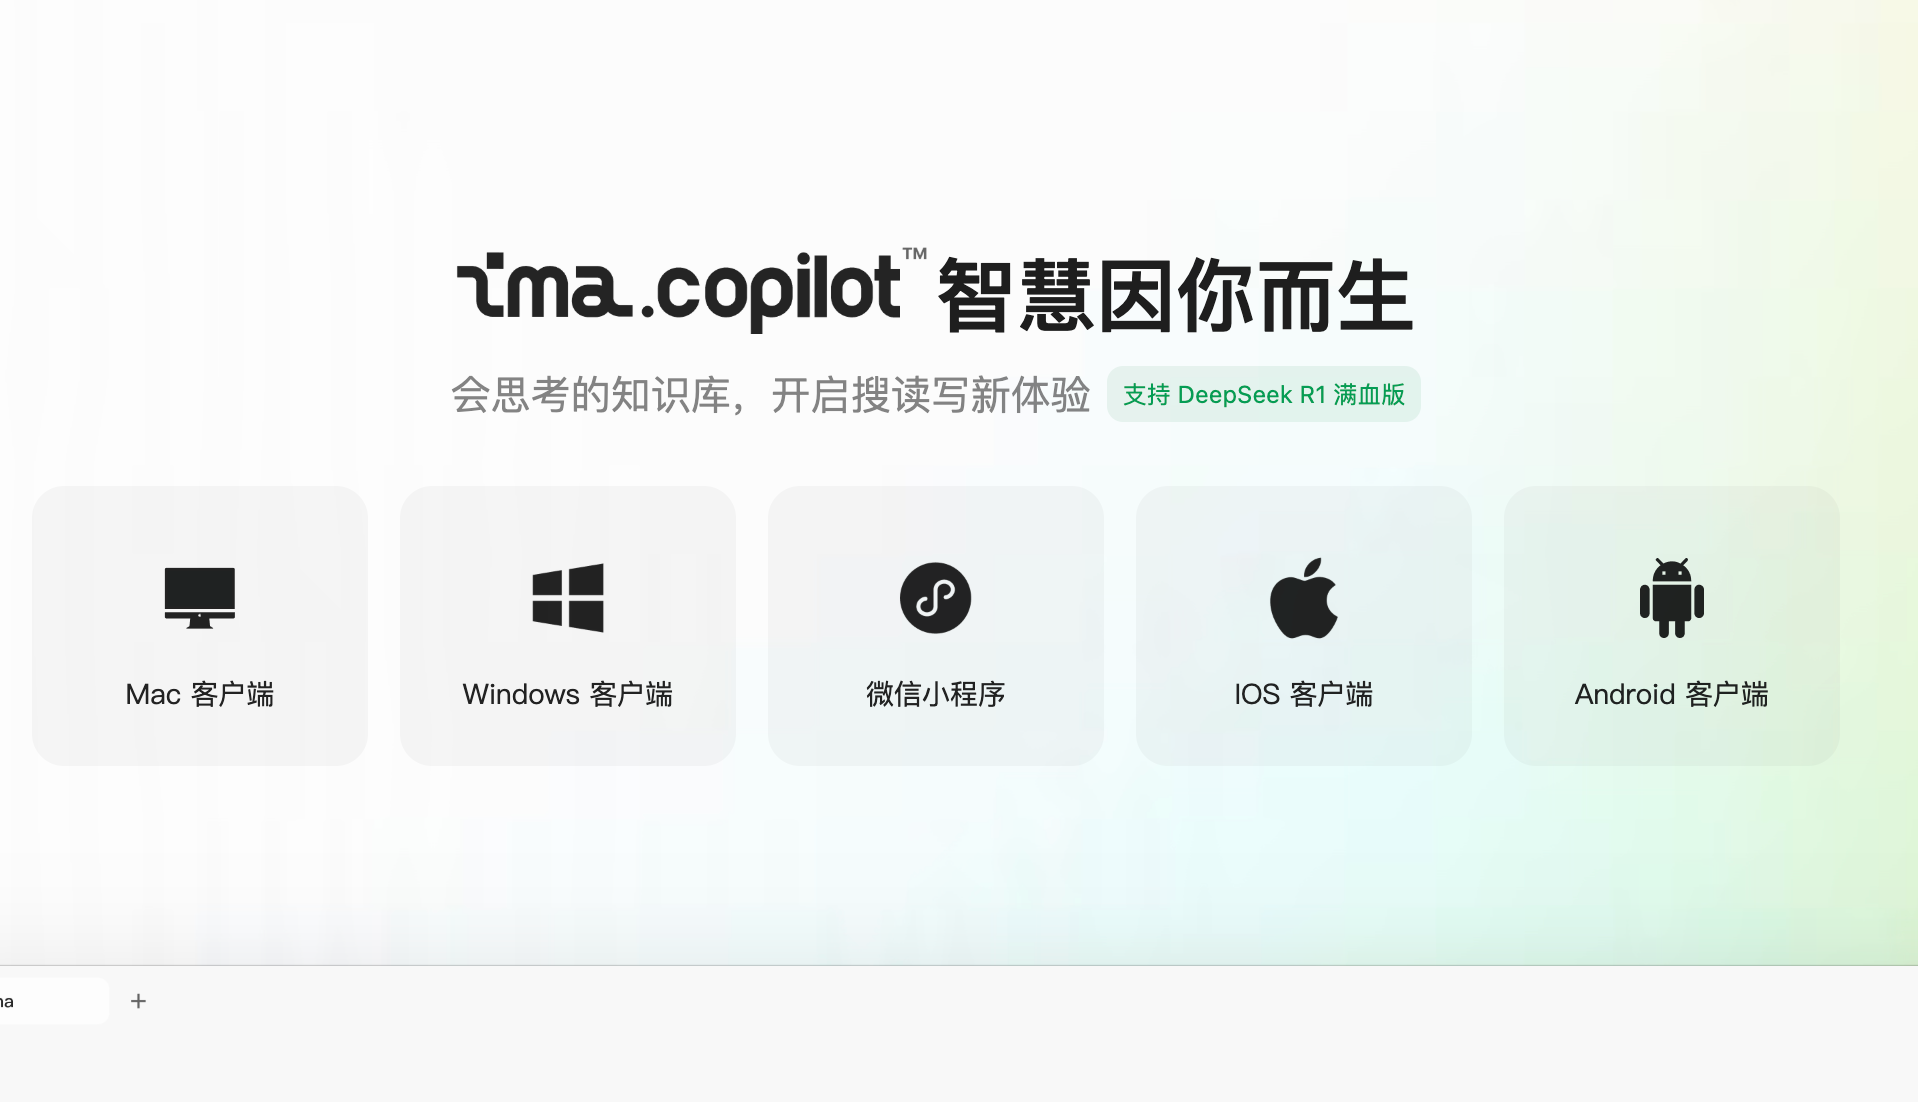 ima.copilot™ 智慧因你而生
会思考的知识库，开启搜读写新体验 支持 DeepSeek R1 满血版
Mac 客户端
Windows 客户端
微信小程序
IOS 客户端
Android 客户端
na
+